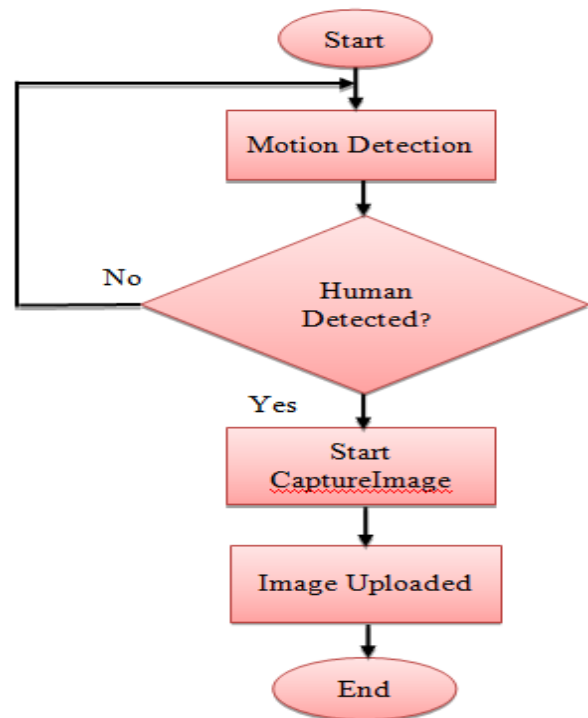 Start
Motion Detection
No
Human
Detected?
Yes
Start
CaptureImage
Image Uploaded
End